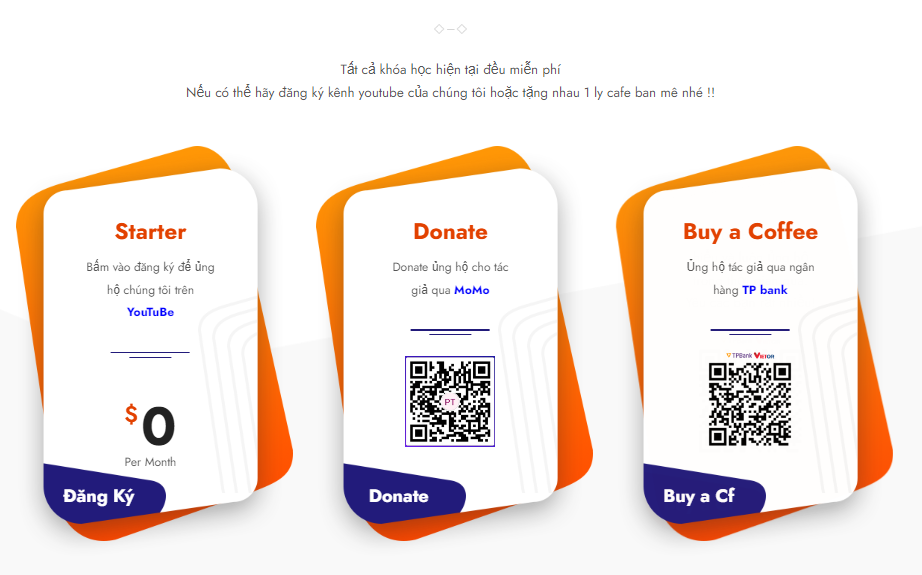 Tất cả khóa học hiện tại đều miễn phí
Nếu có thể hãy đăng ký kênh youtube của chúng tôi hoặc tặng nhau 1 ly cafe ban mê nhé !!
Starter
Bấm vào đăng ký để ủng
hộ chúng tôi trên
YouTuBe
$0
Per Month
Đăng Ký
Donate
Donate ủng hộ cho tác
giả qua MoMo
PT
Donate
Buy a Coffee
Ủng hộ tác giả qua ngân
hàng TP bank
TPBank VIETQR
Buy a Cf